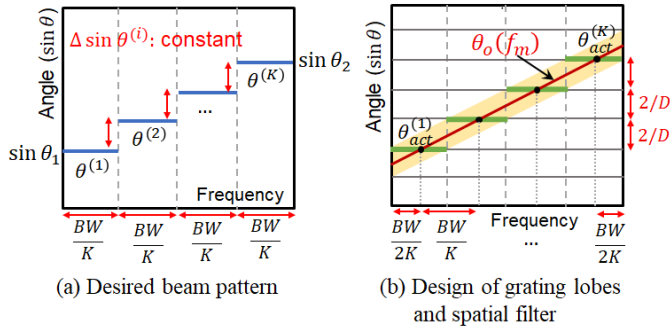 (a)
Angle (sin θ)
Δ sin θ^(i): constant
sin θ_2
θ^(K)
...
θ^(2)
sin θ_1
θ^(1)
Frequency
BW/K BW/K BW/K BW/K
(a) Desired beam pattern
(b)
Angle (sin θ)
θ_o(f_m)
θ_act^(K)
2/D
θ_act^(1)
2/D
Frequency
BW/2K BW/K ... BW/2K
(b) Design of grating lobes
and spatial filter